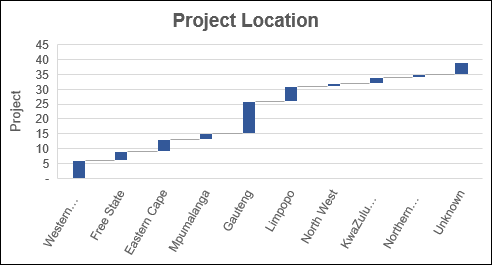 Project Location
Project
45
40
35
30
25
20
15
10
5
-
Western...
Free State
Eastern Cape
Mpumalanga
Gauteng
Limpopo
North West
KwaZulu...
Northern...
Unknown